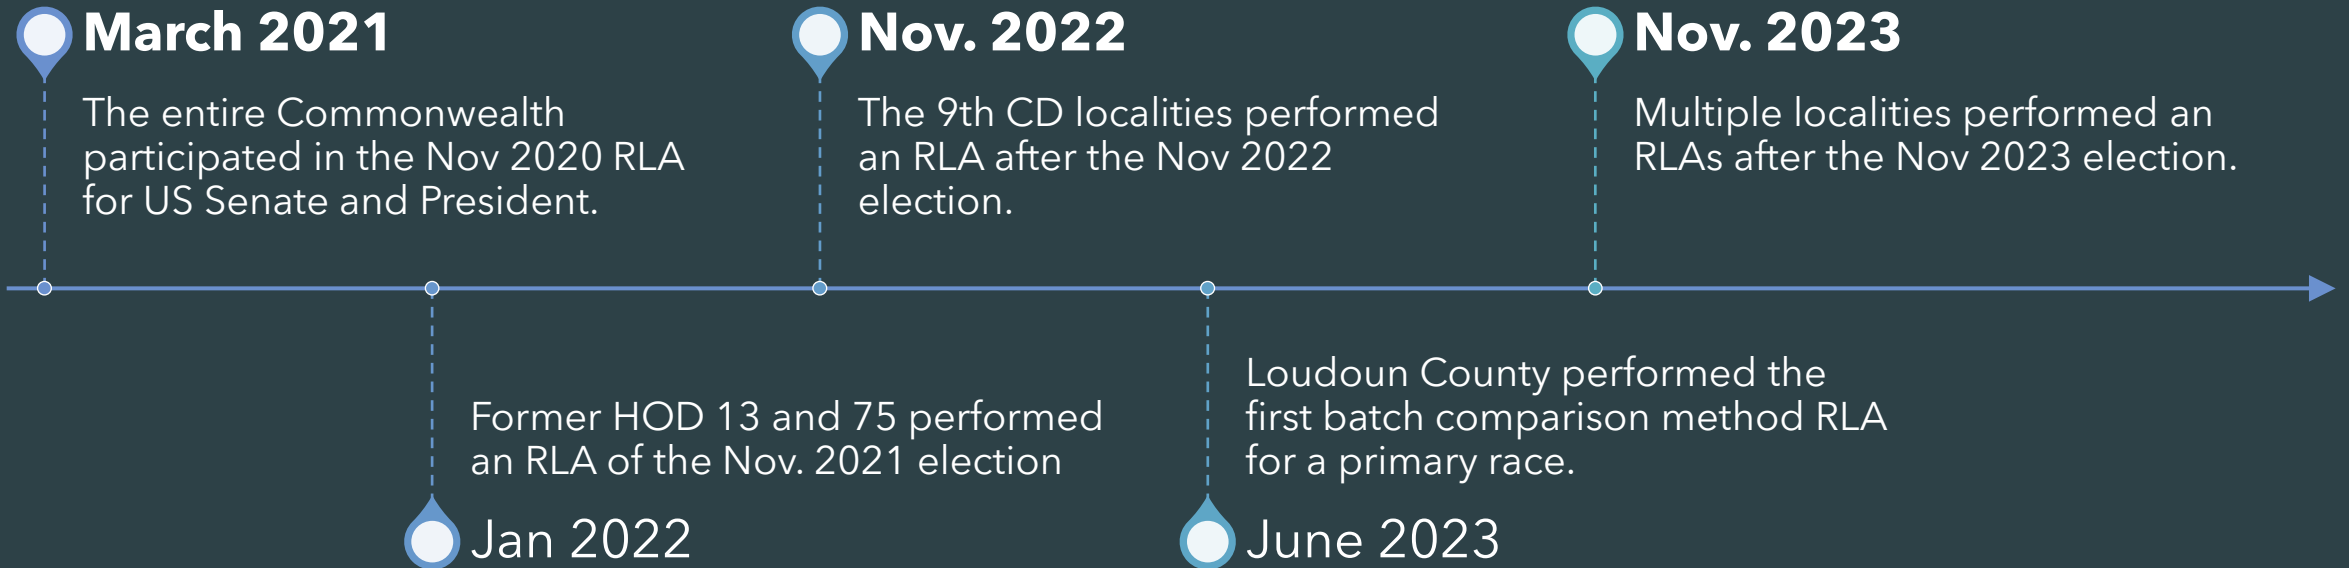 March 2021
The entire Commonwealth
participated in the Nov 2020 RLA
for US Senate and President.
Nov. 2022
The 9th CD localities performed
an RLA after the Nov 2022
election.
Nov. 2023
Multiple localities performed an
RLAs after the Nov 2023 election.
Former HOD 13 and 75 performed
an RLA of the Nov. 2021 election
Jan 2022
Loudoun County performed the
first batch comparison method RLA
for a primary race.
June 2023